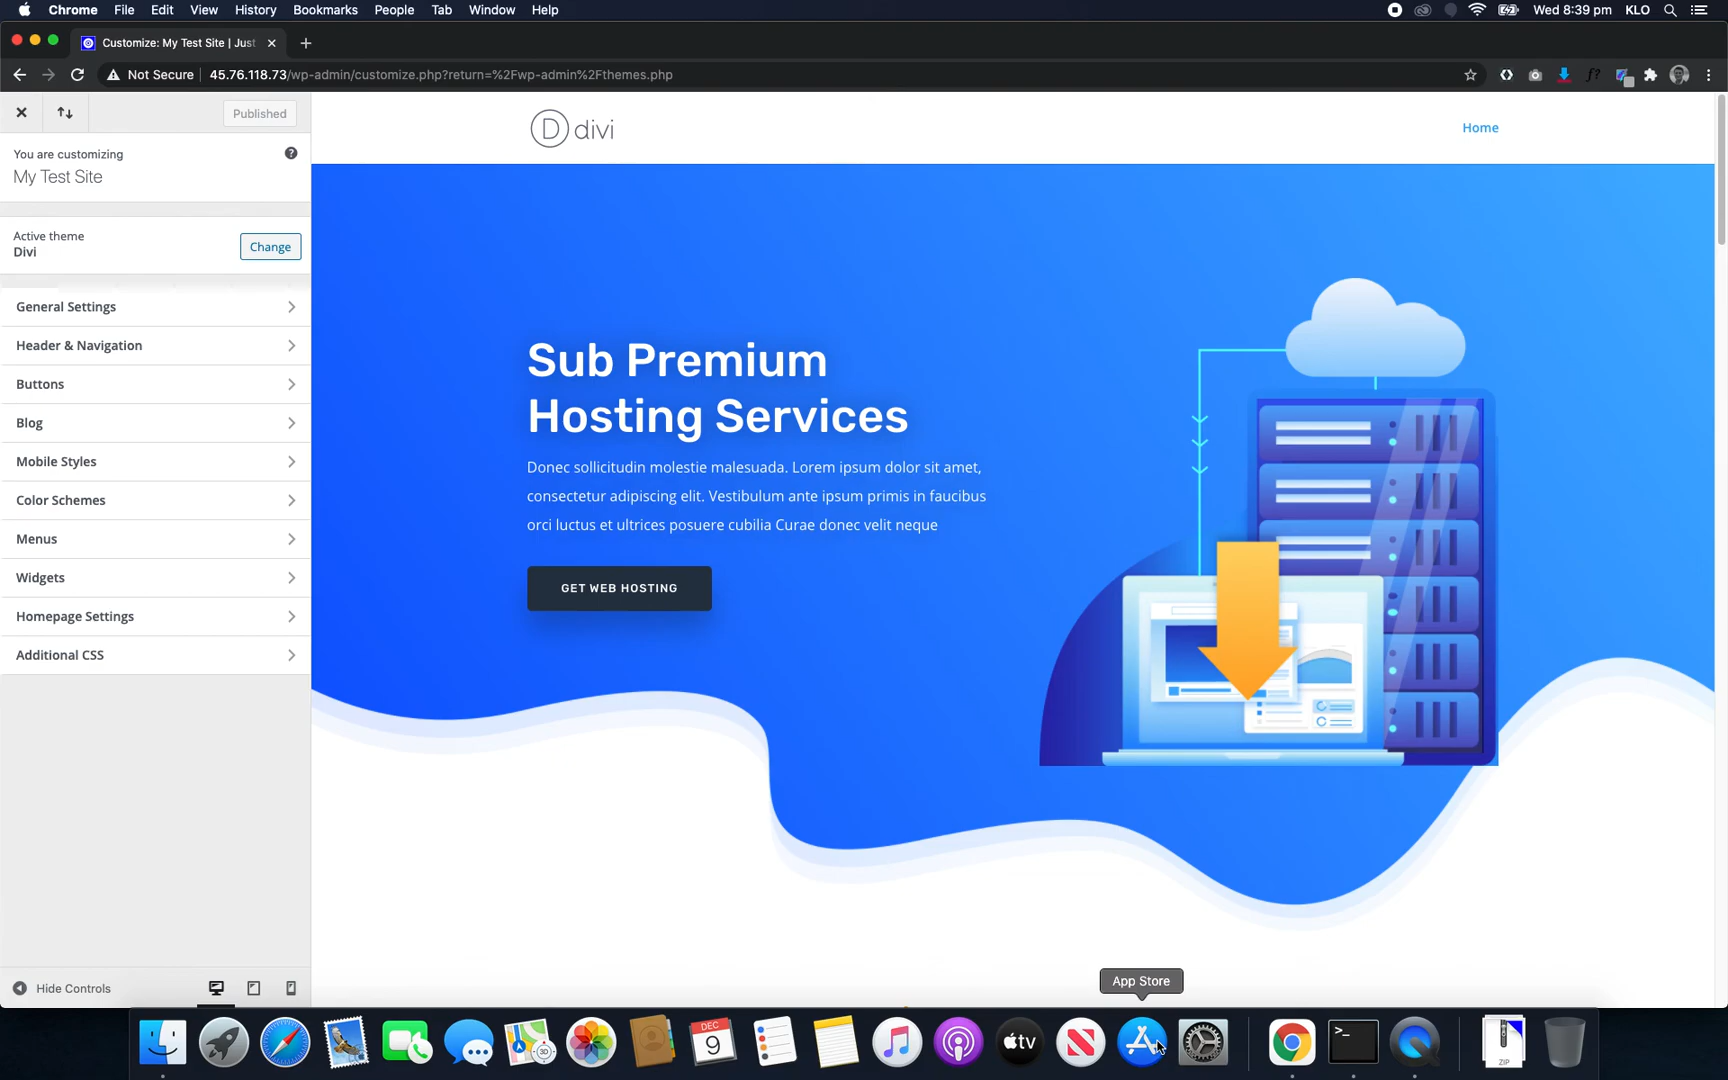 Chrome File Edit View History Bookmarks People Tab Window Help
Wed 8:39 pm KLO
Customize: My Test Site | Just
Not Secure 45.76.118.73/wp-admin/customize.php?return=%2Fwp-admin%2Fthemes.php
f?
Published
You are customizing
My Test Site
Active theme
Divi
Change
General Settings
Header & Navigation
Buttons
Blog
Mobile Styles
Color Schemes
Menus
Widgets
Homepage Settings
Additional CSS
Hide Controls
D divi
Home
Sub Premium
Hosting Services
Donec sollicitudin molestie malesuada. Lorem ipsum dolor sit amet,
consectetur adipiscing elit. Vestibulum ante ipsum primis in faucibus
orci luctus et ultrices posuere cubilia Curae donec velit neque
GET WEB HOSTING
App Store
3D
DEC
9
tv
>_
ZIP